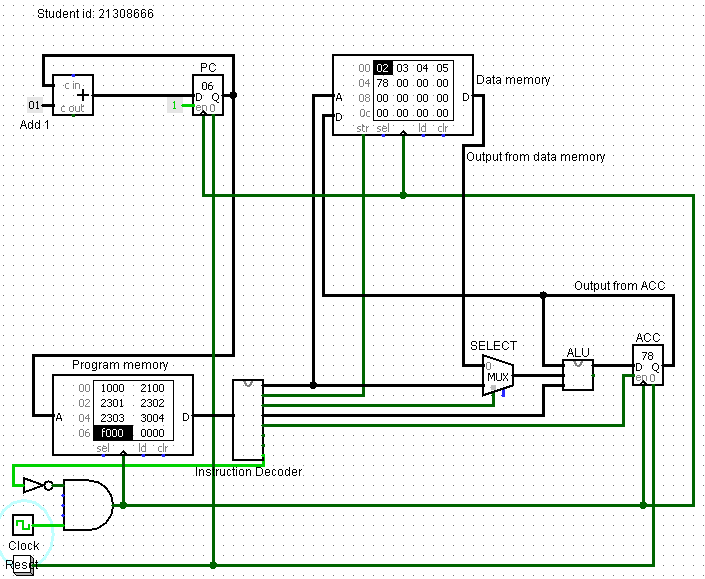 Student id: 21308666
PC
c in
+
c out
01
Add 1
06
D Q
en 0
1
00 02 03 04 05
04 78 00 00 00
08 00 00 00 00
0c 00 00 00 00
A
D
D
str sel ld clr
Data memory
Output from data memory
Output from ACC
Program memory
00 1000 2100
02 2301 2302
04 2303 3004
06 f000 0000
A
D
sel ld clr
Instruction Decoder
SELECT
0
MUX
ALU
ACC
78
D Q
en 0
Clock
Reset